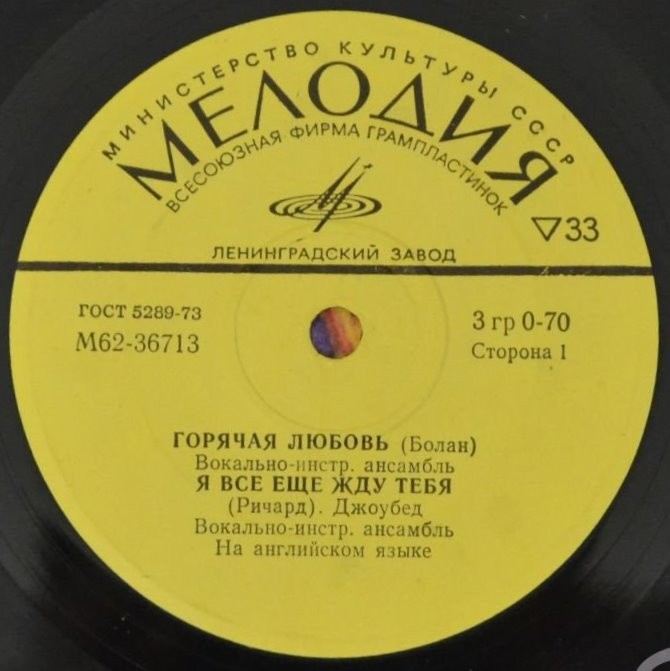 МИНИСТЕРСТВО КУЛЬТУРЫ СССР
МЕЛОДИЯ
ВСЕСОЮЗНАЯ ФИРМА ГРАМПЛАСТИНОК
▽33
ЛЕНИНГРАДСКИЙ ЗАВОД
ГОСТ 5289-73
М62-36713
3 гр 0-70
Сторона 1
ГОРЯЧАЯ ЛЮБОВЬ (Болан)
Вокально-инстр. ансамбль
Я ВСЕ ЕЩЕ ЖДУ ТЕБЯ
(Ричард). Джоубед
Вокально-инстр. ансамбль
На английском языке